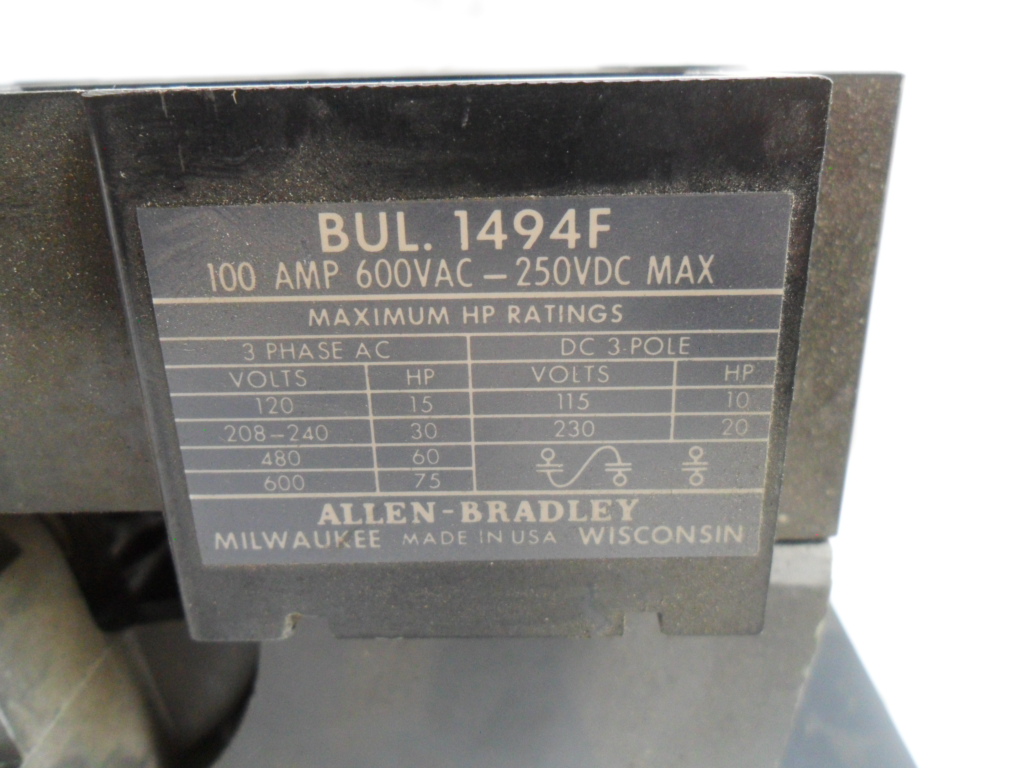 BUL. 1494F
100 AMP 600VAC – 250VDC MAX
MAXIMUM HP RATINGS
3 PHASE AC DC 3-POLE
VOLTS HP VOLTS HP
120 15 115 10
208–240 30 230 20
480 60
600 75
ALLEN-BRADLEY
MILWAUKEE MADE IN USA WISCONSIN